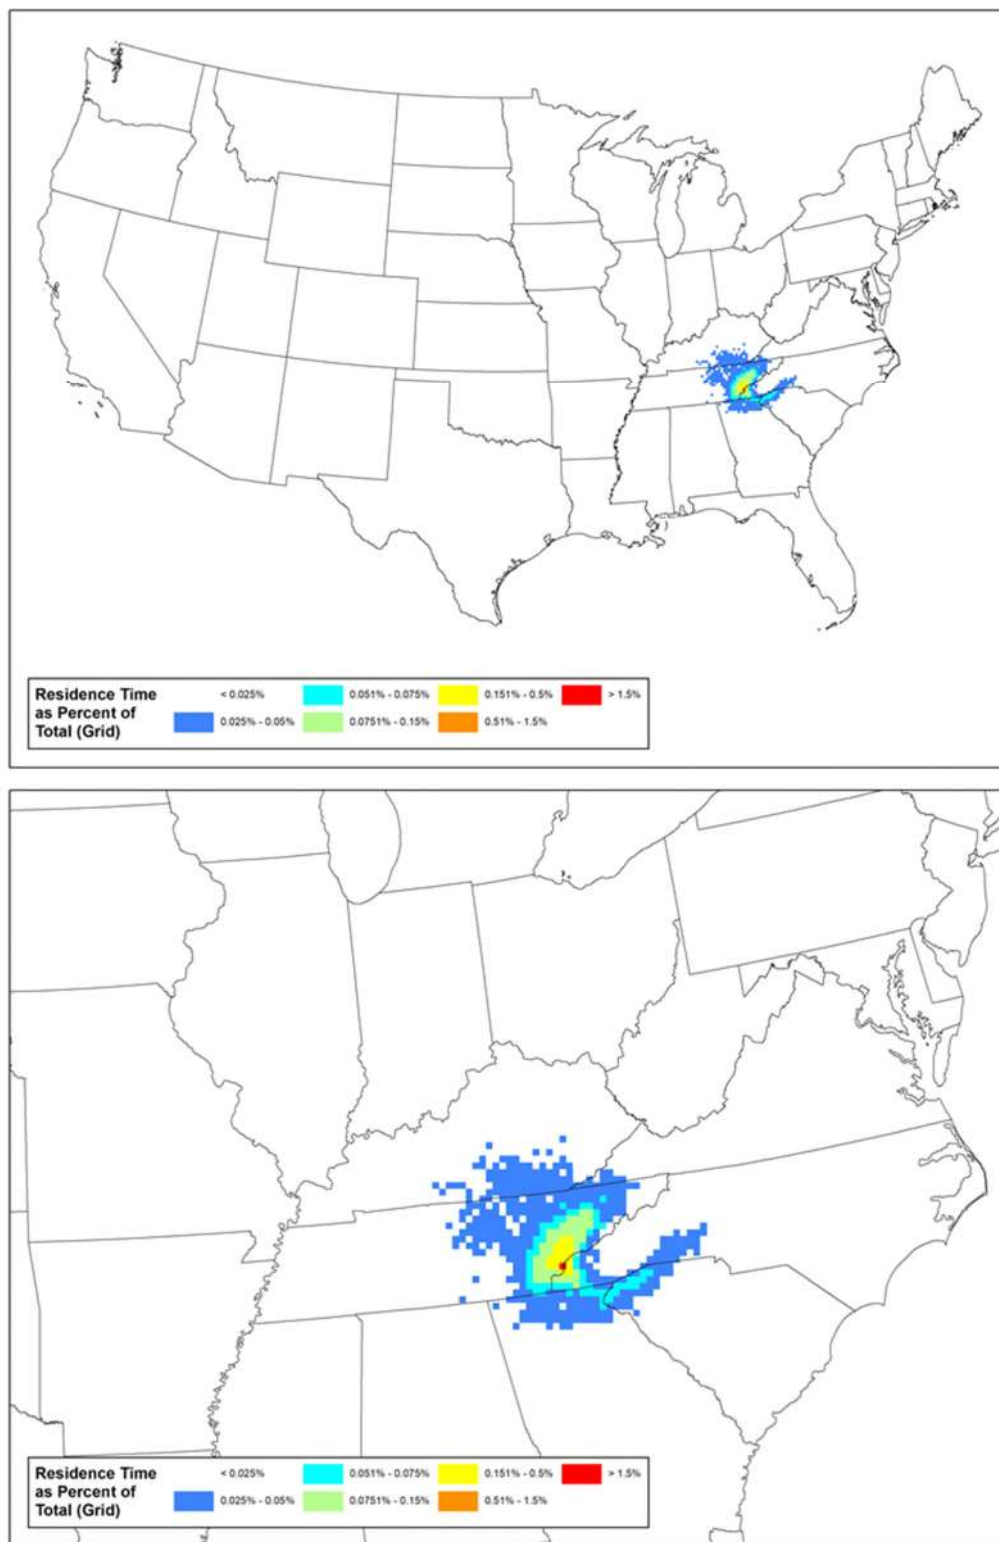 Residence Time
as Percent of
Total (Grid)
< 0.025%
0.051% - 0.075%
0.151% - 0.5%
> 1.5%
0.025% - 0.05%
0.0751% - 0.15%
0.51% - 1.5%
Residence Time
as Percent of
Total (Grid)
< 0.025%
0.051% - 0.075%
0.151% - 0.5%
> 1.5%
0.025% - 0.05%
0.0751% - 0.15%
0.51% - 1.5%